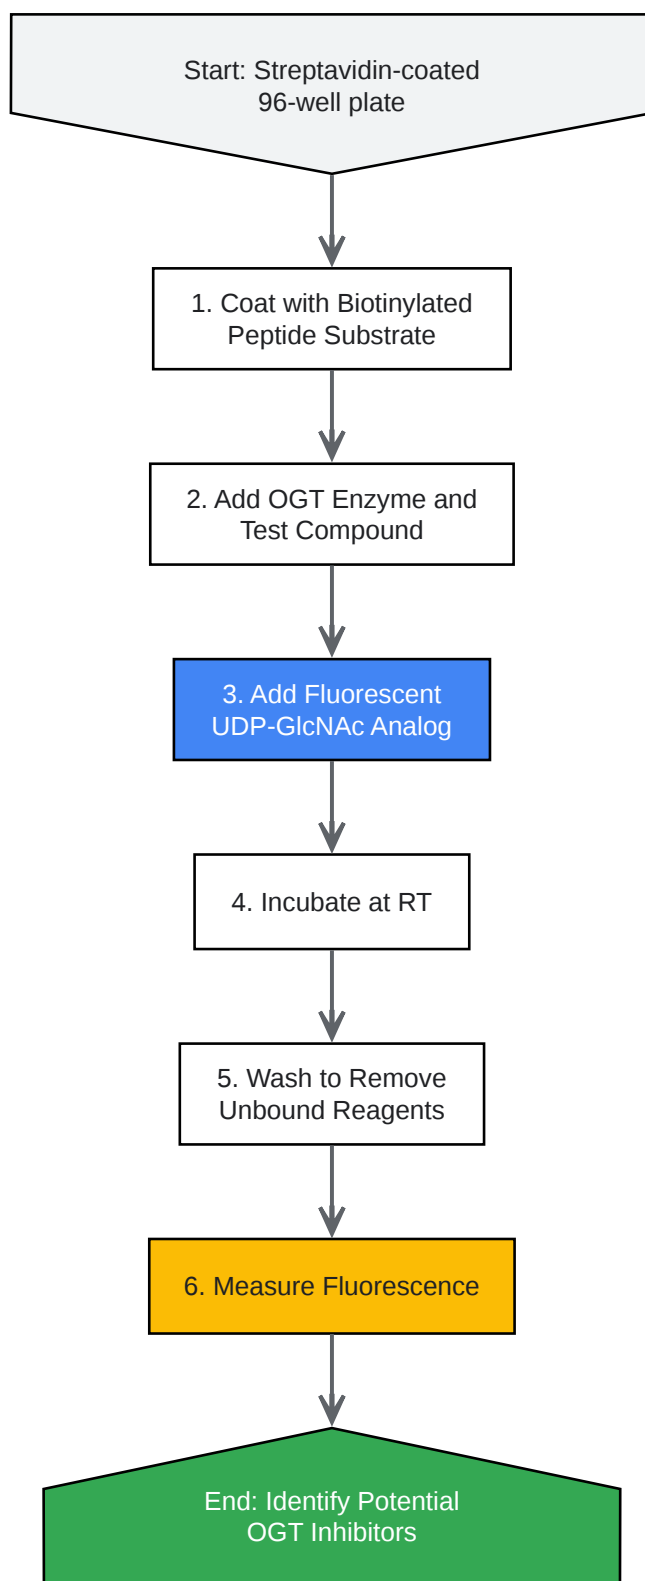 Start: Streptavidin-coated
96-well plate
1. Coat with Biotinylated
Peptide Substrate
2. Add OGT Enzyme and
Test Compound
3. Add Fluorescent
UDP-GlcNAc Analog
4. Incubate at RT
5. Wash to Remove
Unbound Reagents
6. Measure Fluorescence
End: Identify Potential
OGT Inhibitors